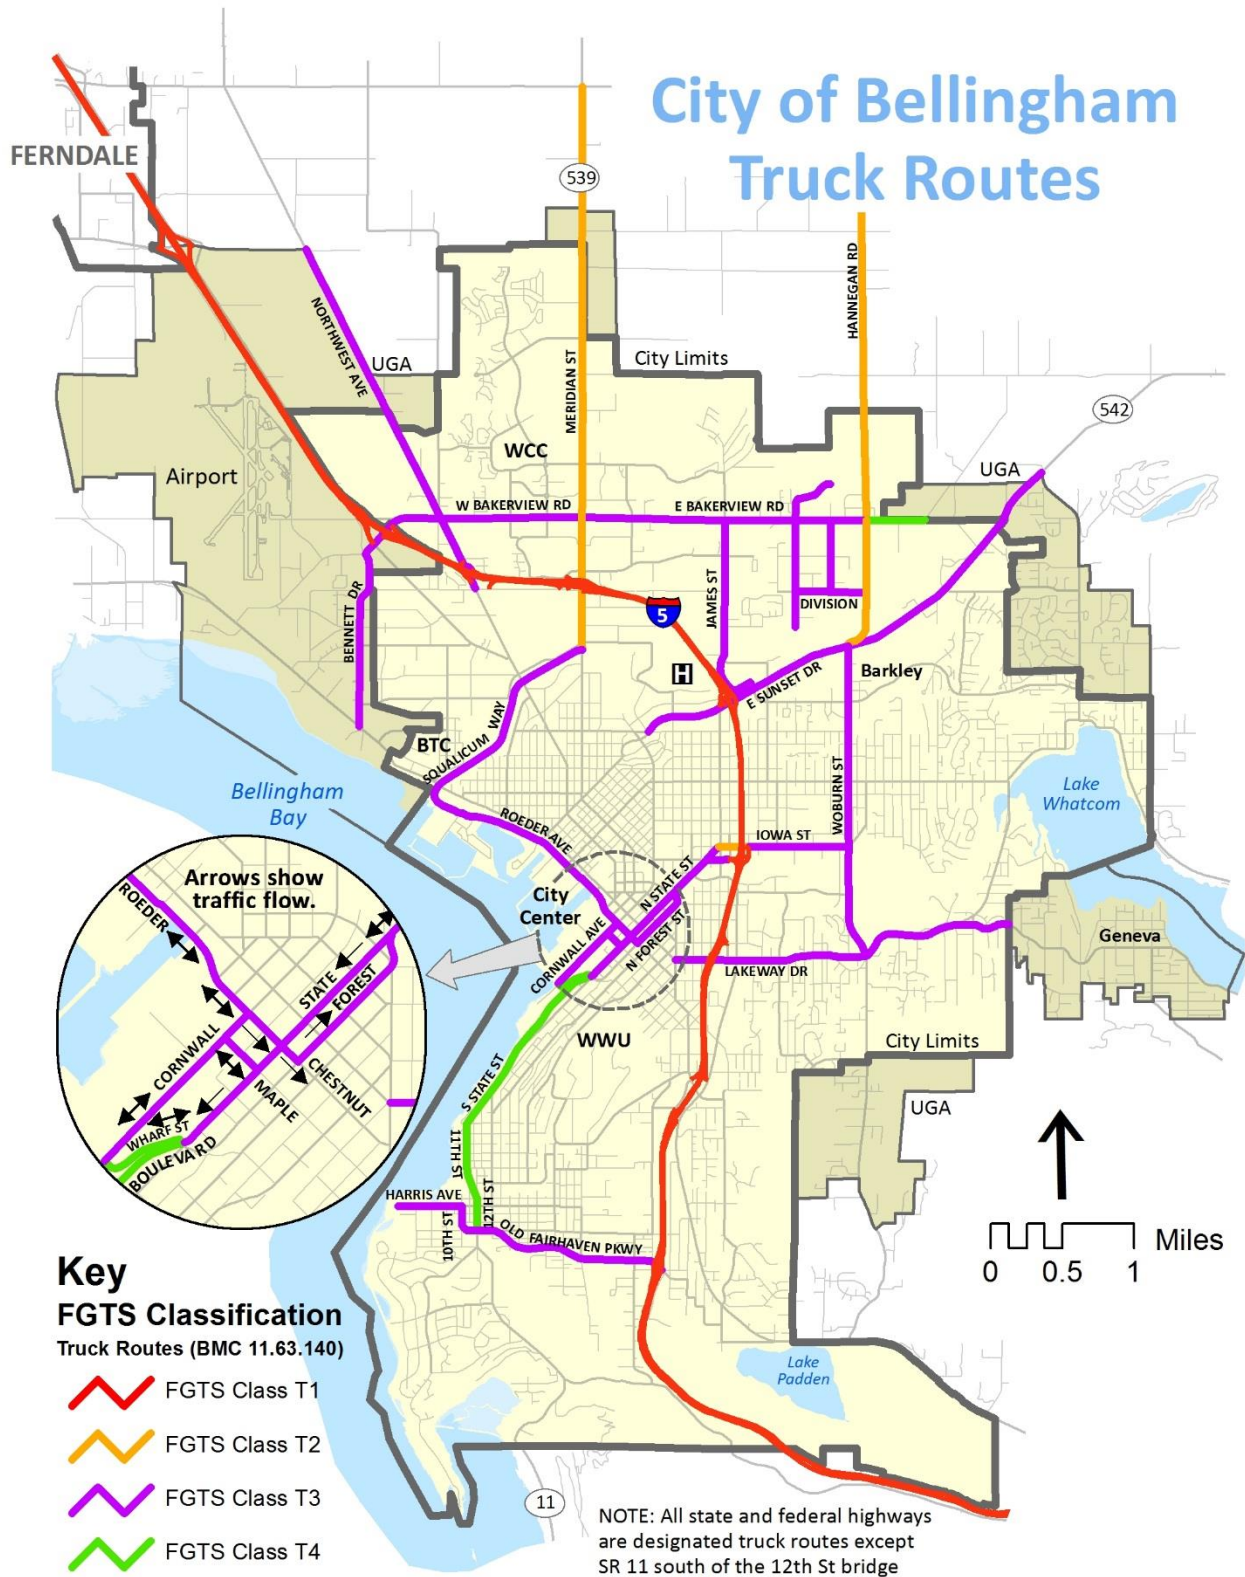 City of Bellingham
Truck Routes
FERNDALE
539
HANNEGAN RD
NORTHWEST AVE
UGA
MERIDIAN ST
City Limits
542
WCC
Airport
UGA
W BAKERVIEW RD
E BAKERVIEW RD
BENNETT DR
5
JAMES ST
DIVISION
H
E SUNSET DR
Barkley
BTC
SQUALICUM WAY
WOBURN ST
Bellingham
Bay
Lake
Whatcom
ROEDER AVE
IOWA ST
Arrows show
traffic flow.
City
Center
N STATE ST
CORNWALL AVE
N FOREST ST
LAKEWAY DR
Geneva
ROEDER
STATE
FOREST
CORNWALL
CHESTNUT
MAPLE
WHARF ST
BOULEVARD
WWU
City Limits
UGA
S STATE ST
11TH ST
HARRIS AVE
12TH ST
10TH ST
OLD FAIRHAVEN PKWY
Miles
0 0.5 1
Key
FGTS Classification
Truck Routes (BMC 11.63.140)
FGTS Class T1
FGTS Class T2
FGTS Class T3
FGTS Class T4
Lake
Padden
11
NOTE: All state and federal highways
are designated truck routes except
SR 11 south of the 12th St bridge